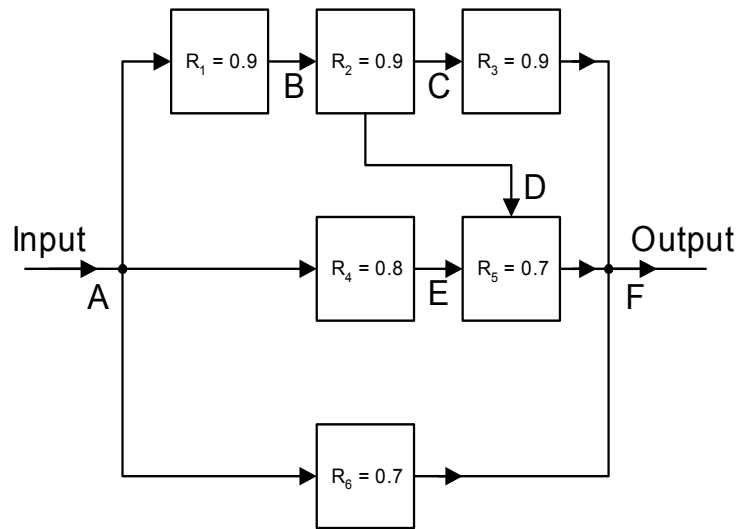 R1 = 0.9
B
R2 = 0.9
C
R3 = 0.9
D
Input
Output
A
R4 = 0.8
E
R5 = 0.7
F
R6 = 0.7